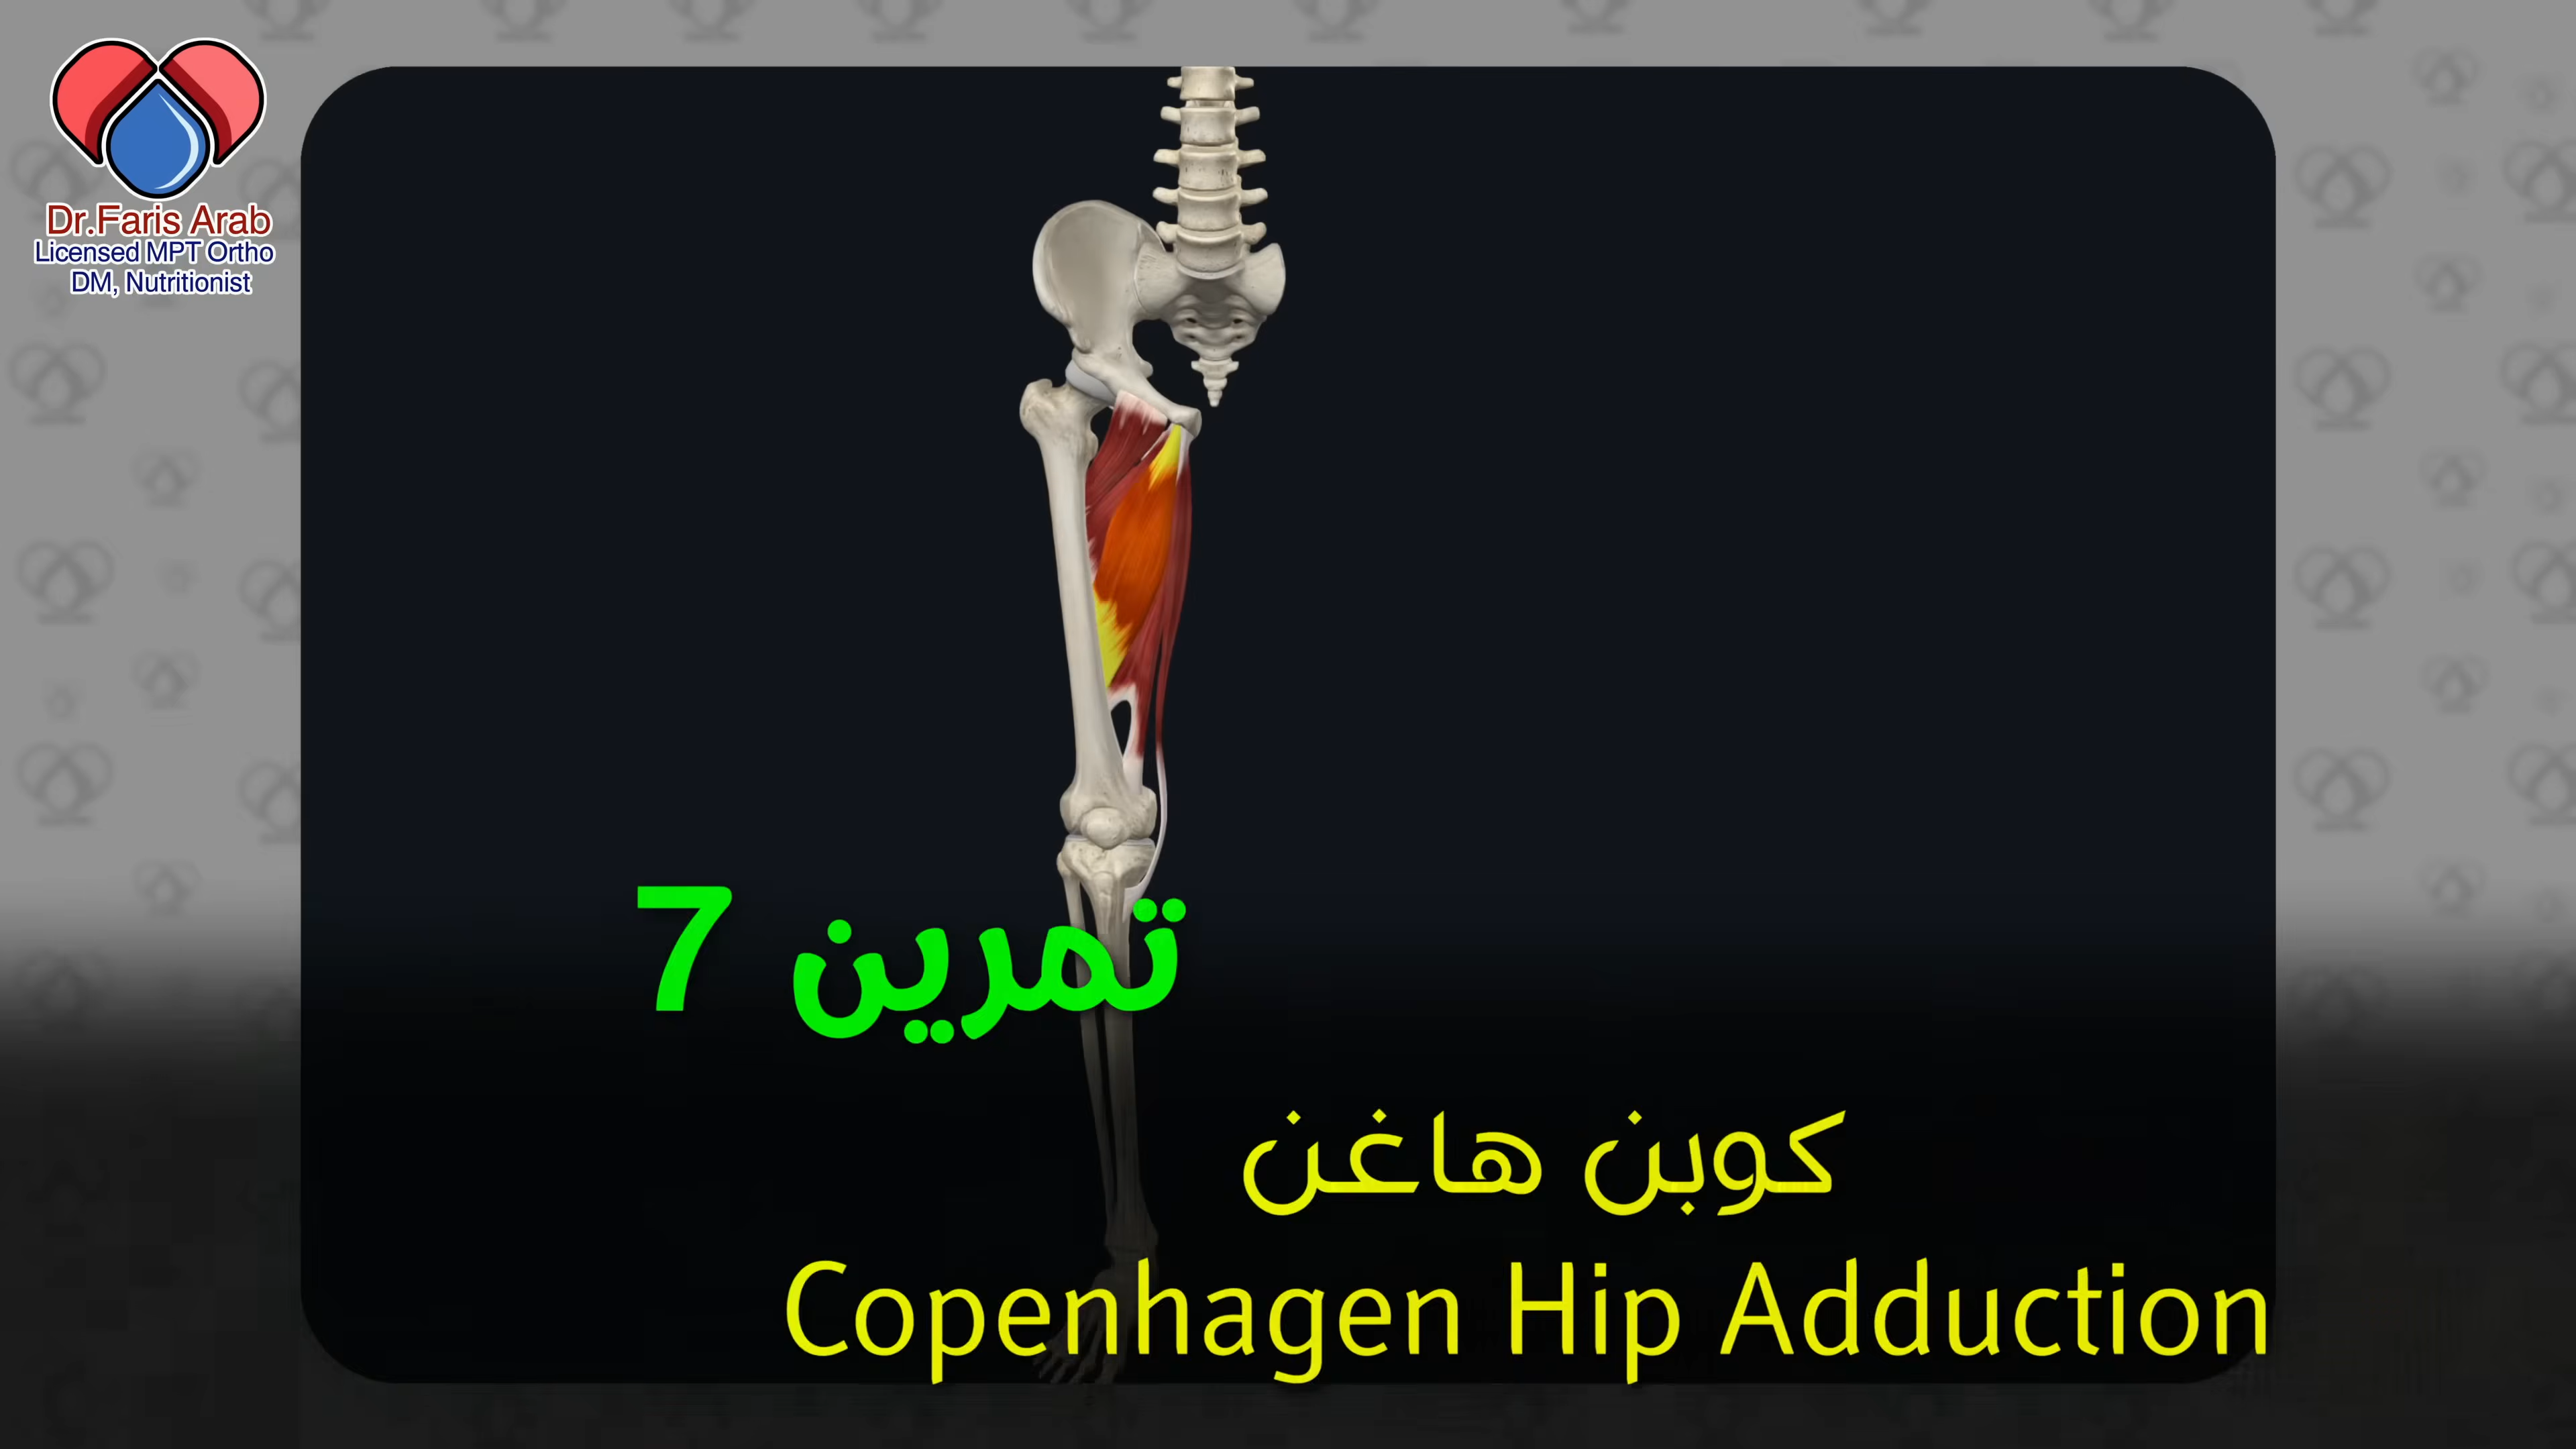 Dr.Faris Arab
Licensed MPT Ortho
DM, Nutritionist
تمرين 7
كوبن هاغن
Copenhagen Hip Adduction